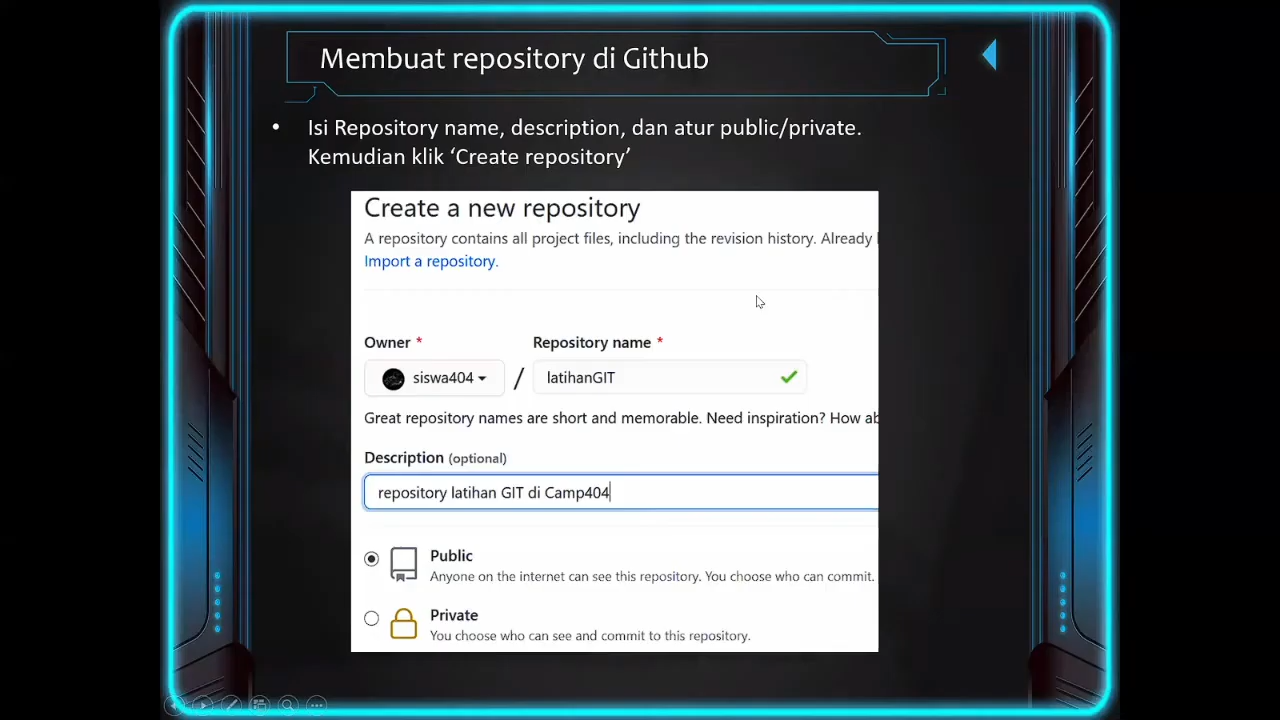 Membuat repository di Github
• Isi Repository name, description, dan atur public/private.
Kemudian klik ‘Create repository’
Create a new repository
A repository contains all project files, including the revision history. Already
Import a repository.
Owner *
Repository name *
siswa404
/
latihanGIT
Great repository names are short and memorable. Need inspiration? How
Description (optional)
repository latihan GIT di Camp404
Public
Anyone on the internet can see this repository. You choose who can commit.
Private
You choose who can see and commit to this repository.